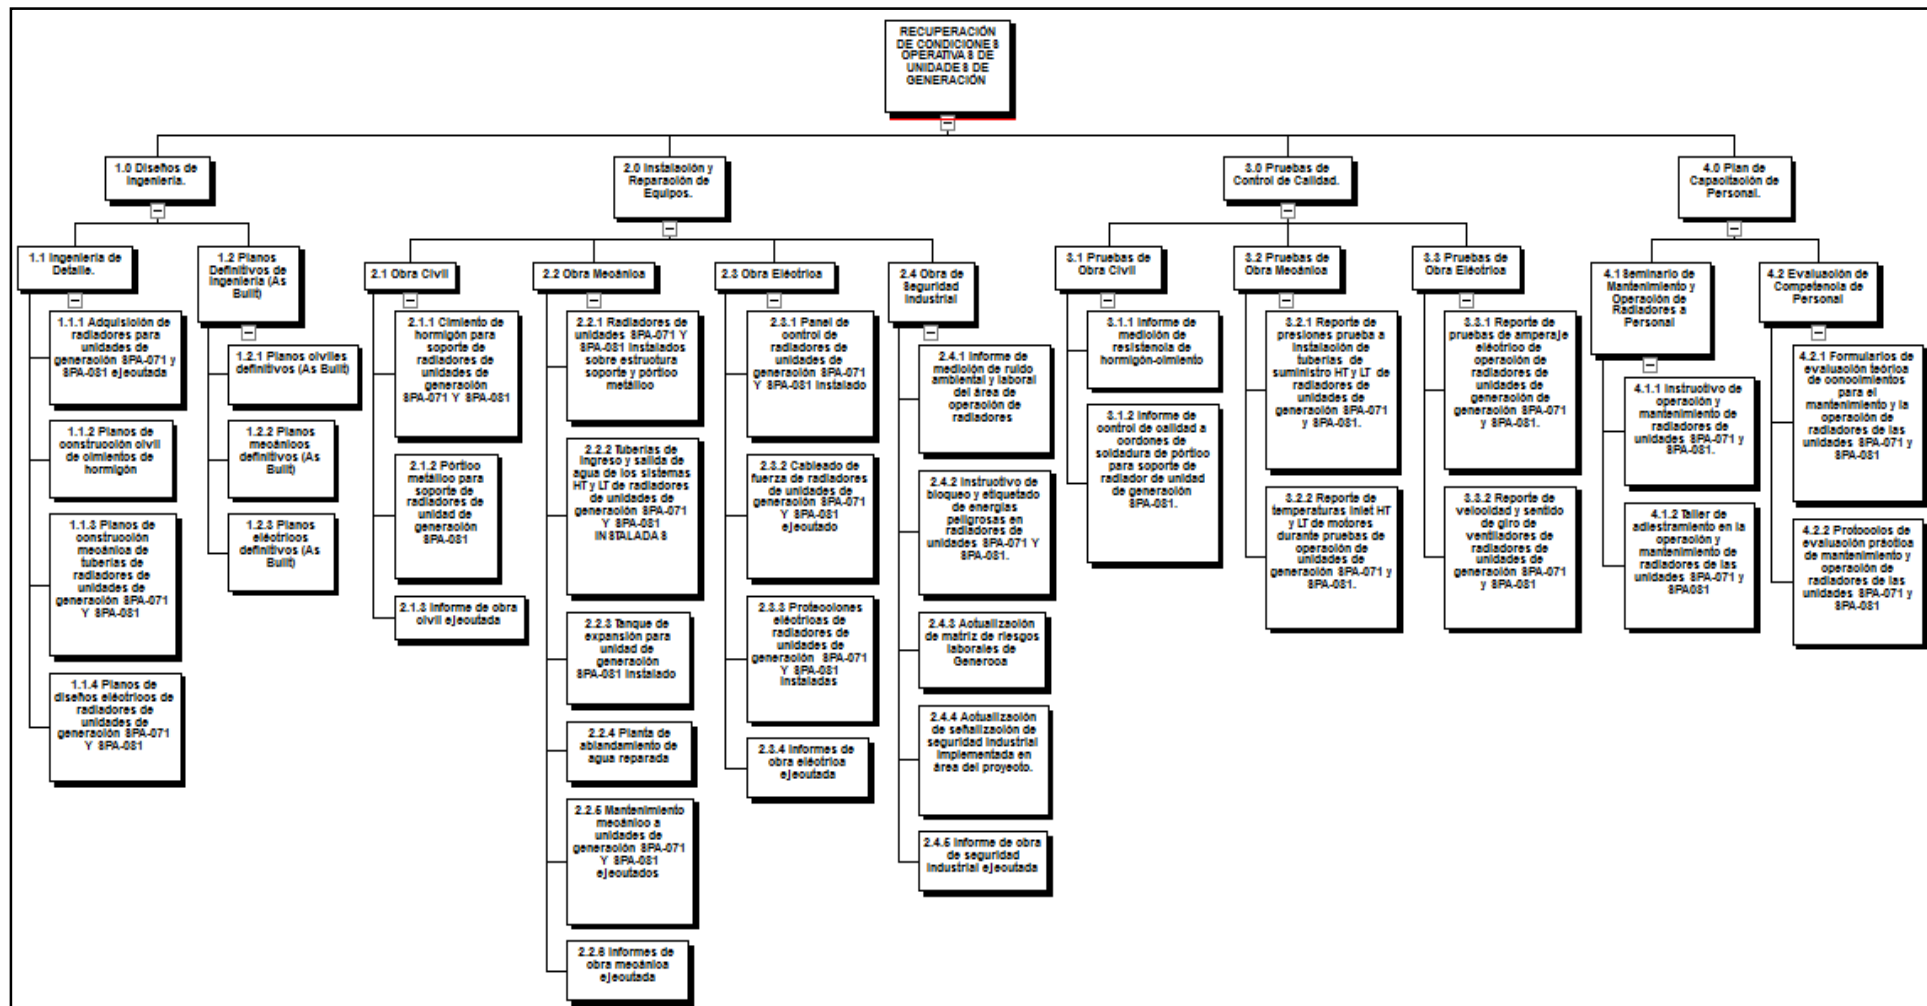 RECUPERACIÓN
DE CONDICIONES
OPERATIVAS DE
UNIDADES DE
GENERACIÓN
1.0 Diseños de
Ingeniería.
2.0 Instalación y
Reparación de
Equipos.
3.0 Pruebas de
Control de Calidad.
4.0 Plan de
Capacitación de
Personal.
1.1 Ingeniería de
Detalle.
1.2 Planos
Definitivos de
Ingeniería (As
Built)
2.1 Obra Civil
2.2 Obra Mecánica
2.3 Obra Eléctrica
2.4 Obra de
Seguridad
Industrial
3.1 Pruebas de
Obra Civil
3.2 Pruebas de
Obra Mecánica
3.3 Pruebas de
Obra Eléctrica
4.1 Seminario de
Mantenimiento y
Operación de
Radiadores a
Personal
4.2 Evaluación de
Competencia de
Personal
1.1.1 Adquisición de
radiadores para
unidades de
generación SPA-071 y
SPA-081 ejecutada
1.1.2 Planos de
construcción civil
de cimientos de
hormigón
1.1.3 Planos de
construcción
mecánica de
tuberías de
radiadores de
unidades de
generación SPA-071
Y SPA-081
1.1.4 Planos de
diseños eléctricos de
radiadores de
unidades de
generación SPA-071
Y SPA-081
1.2.1 Planos civiles
definitivos (As Built)
1.2.2 Planos
mecánicos
definitivos (As
Built)
1.2.3 Planos
eléctricos
definitivos (As
Built)
2.1.1 Cimiento de
hormigón para
soporte de
radiadores de
unidades de
generación
SPA-071 Y SPA-081
2.1.2 Pórtico
metálico para
soporte de
radiadores de
unidad de
generación
SPA-081
2.1.3 Informe de obra
civil ejecutada
2.2.1 Radiadores de
unidades SPA-071 Y
SPA-081 instalados
sobre estructura
soporte y pórtico
metálico
2.2.2 Tuberías de
ingreso y salida de
agua de los sistemas
HT y LT de radiadores
de unidades de
generación SPA-071
Y SPA-081
INSTALADAS
2.2.3 Tanque de
expansión para
unidad de
generación
SPA-081 instalado
2.2.4 Planta de
ablandamiento de
agua reparada
2.2.5 Mantenimiento
mecánico a
unidades de
generación SPA-071
Y SPA-081
ejecutados
2.2.6 Informes de
obra mecánica
ejecutada
2.3.1 Panel de
control de radiadores
de unidades de
generación SPA-071
Y SPA-081 instalado
2.3.2 Cableado de
fuerza de radiadores
de unidades de
generación SPA-071
Y SPA-081
ejecutado
2.3.3 Protecciones
eléctricas de
radiadores de
unidades de
generación SPA-071
Y SPA-081
instaladas
2.3.4 Informes de
obra eléctrica
ejecutada
2.4.1 Informe de
medición de ruido
ambiental y laboral
del área de
operación de
radiadores
2.4.2 Instructivo de
bloqueo y etiquetado
de energías
peligrosas en
radiadores de
unidades SPA-071 Y
SPA-081.
2.4.3 Actualización
de matriz de riesgos
laborales de
Generoca
2.4.4 Actualización
de señalización de
seguridad industrial
implementada en
área del proyecto.
2.4.5 Informe de obra
de seguridad
industrial ejecutada
3.1.1 Informe de
medición de
resistencia de
hormigón-cimiento
3.1.2 Informe de
control de calidad a
cordones de
soldadura de pórtico
para soporte de
radiador de unidad
de generación
SPA-081.
3.2.1 Reporte de
presiones prueba a
instalación de
tuberías de
suministro HT y LT de
radiadores de
unidades de
generación SPA-071
y SPA-081.
3.2.2 Reporte de
temperaturas inlet HT
y LT de motores
durante pruebas de
operación de
unidades de
generación SPA-071 y
SPA-081.
3.3.1 Reporte de
pruebas de amperaje
eléctrico de
operación de
radiadores de
unidades de
generación de
generación SPA-071
y SPA-081.
3.3.2 Reporte de
velocidad y sentido
de giro de
ventiladores de
radiadores de
unidades de
generación SPA-071
y SPA-081
4.1.1 Instructivo de
operación y
mantenimiento de
radiadores de
unidades SPA-071 y
SPA-081.
4.1.2 Taller de
adiestramiento en la
operación y
mantenimiento de
radiadores de las
unidades SPA-071 y
SPA081
4.2.1 Formularios de
evaluación teórica
de conocimientos
para el
mantenimiento y la
operación de
radiadores de las
unidades SPA-071 y
SPA-081
4.2.2 Protocolos de
evaluación práctica
de mantenimiento y
operación de
radiadores de las
unidades SPA-071 y
SPA-081